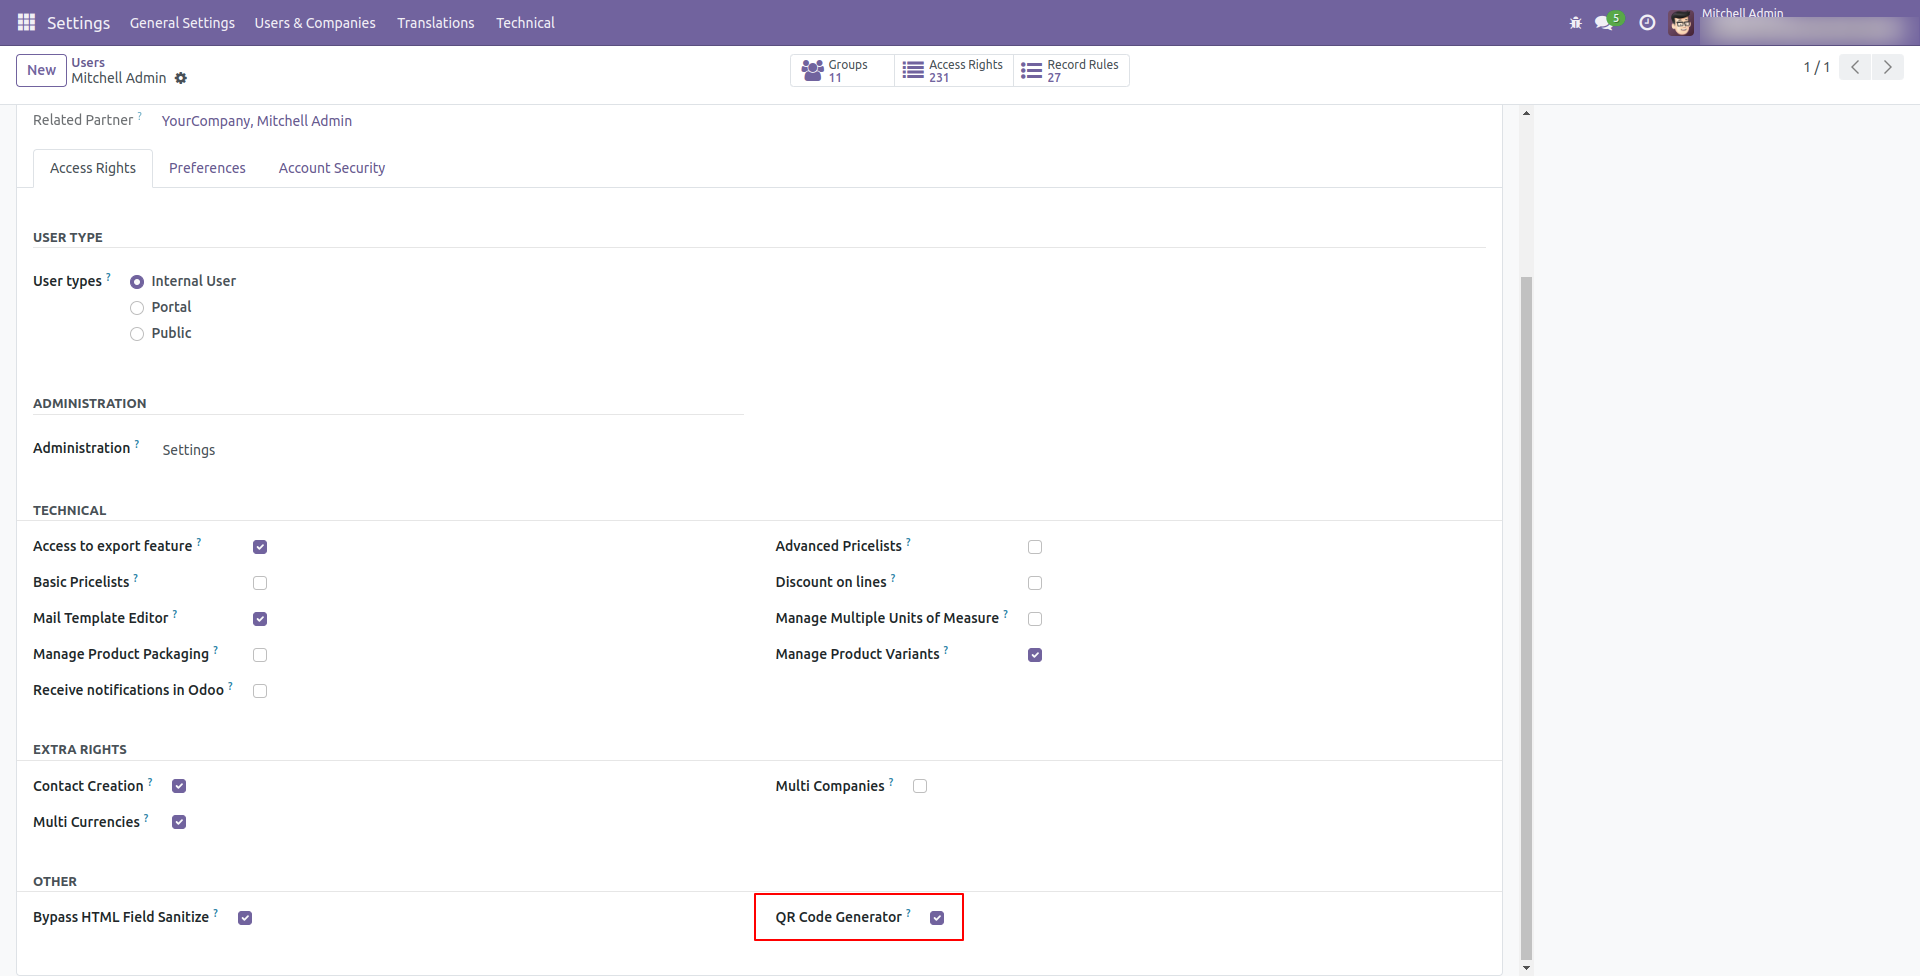 Settings General Settings Users & Companies Translations Technical 5 Mitchell Admin
New Users Groups Access Rights Record Rules
Mitchell Admin 11 231 27 1 / 1
Related Partner ? YourCompany, Mitchell Admin
Access Rights Preferences Account Security
USER TYPE
User types ? Internal User
Portal
Public
ADMINISTRATION
Administration ? Settings
TECHNICAL
Access to export feature ? Advanced Pricelists ?
Basic Pricelists ? Discount on lines ?
Mail Template Editor ? Manage Multiple Units of Measure ?
Manage Product Packaging ? Manage Product Variants ?
Receive notifications in Odoo ?
EXTRA RIGHTS
Contact Creation ? Multi Companies ?
Multi Currencies ?
OTHER
Bypass HTML Field Sanitize ? QR Code Generator ?